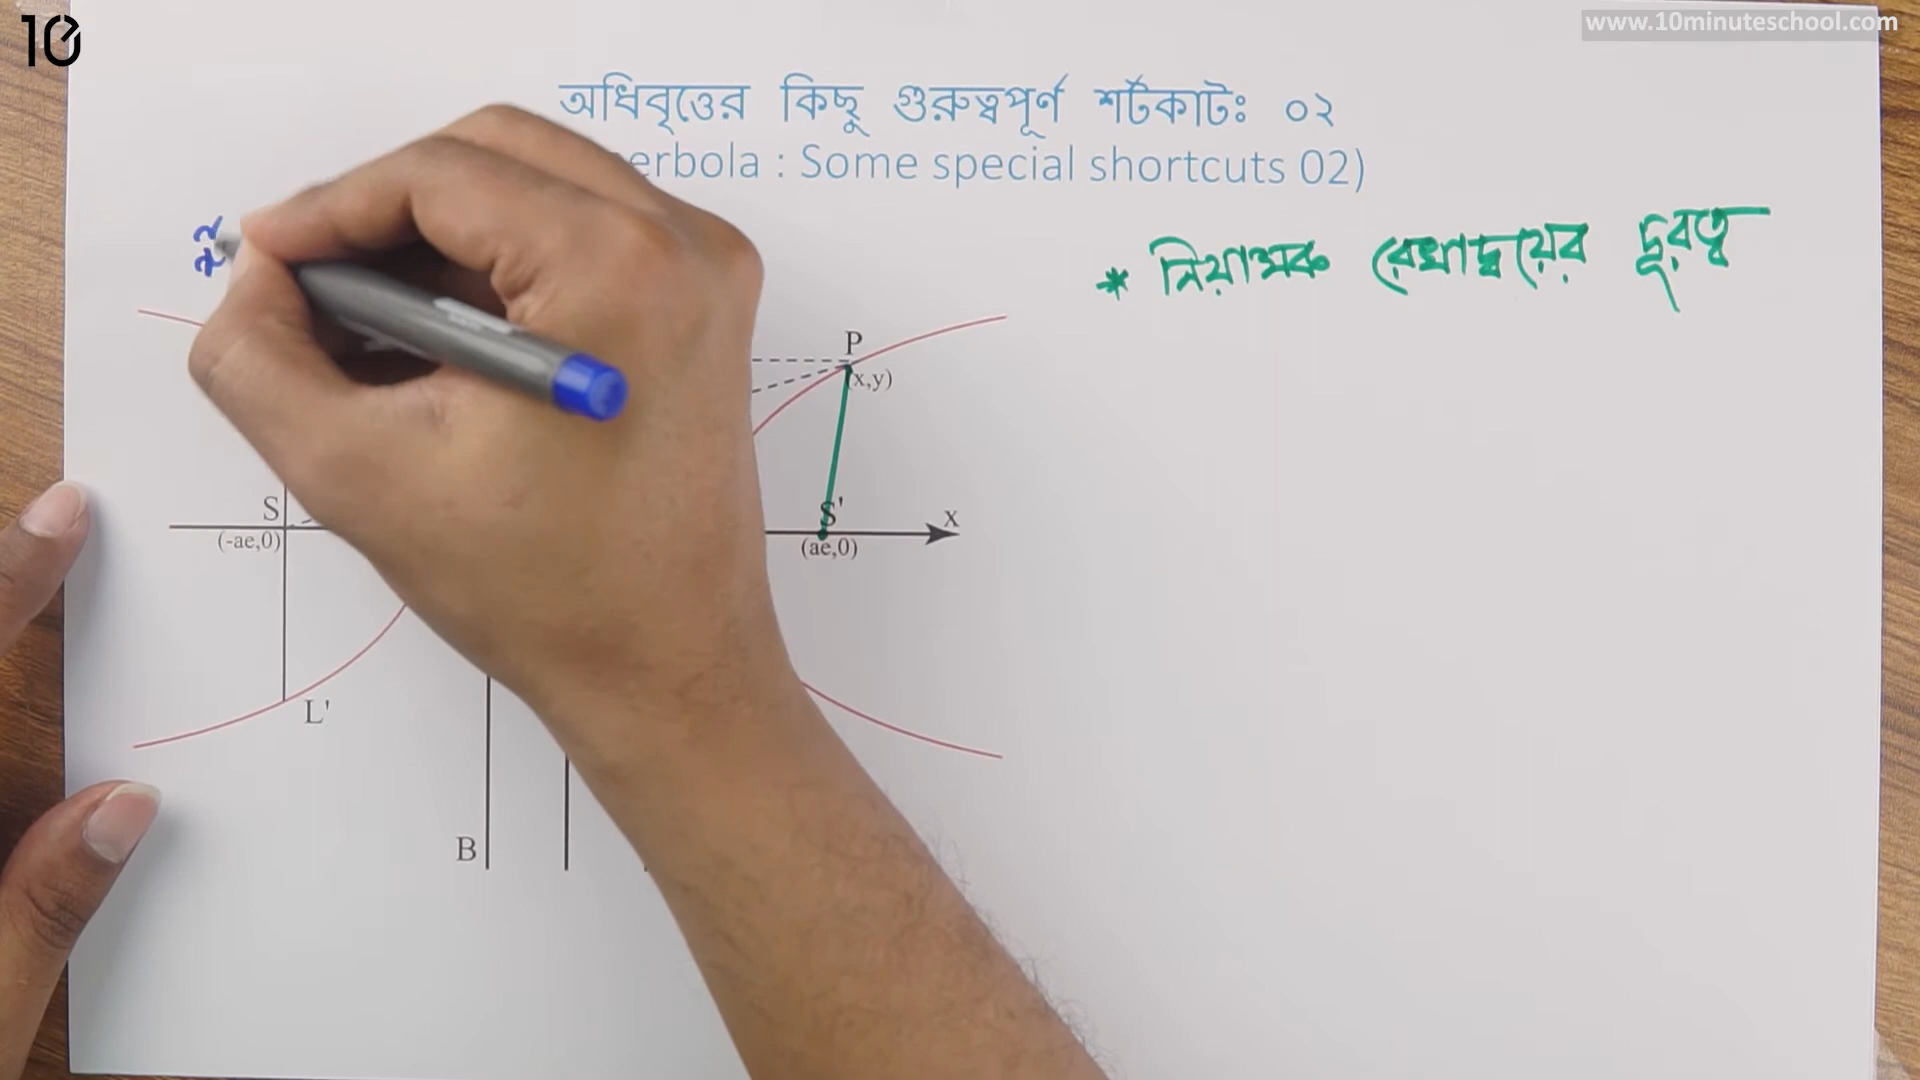 10
www.10minuteschool.com
অধিবৃত্তের কিছু গুরুত্বপূর্ণ শর্টকাটঃ ০২
erbola : Some special shortcuts 02)
* নিয়ামক রেখাদ্বয়ের দূরত্ব
P
(x,y)
S
(-ae,0)
S'
(ae,0)
x
L'
B